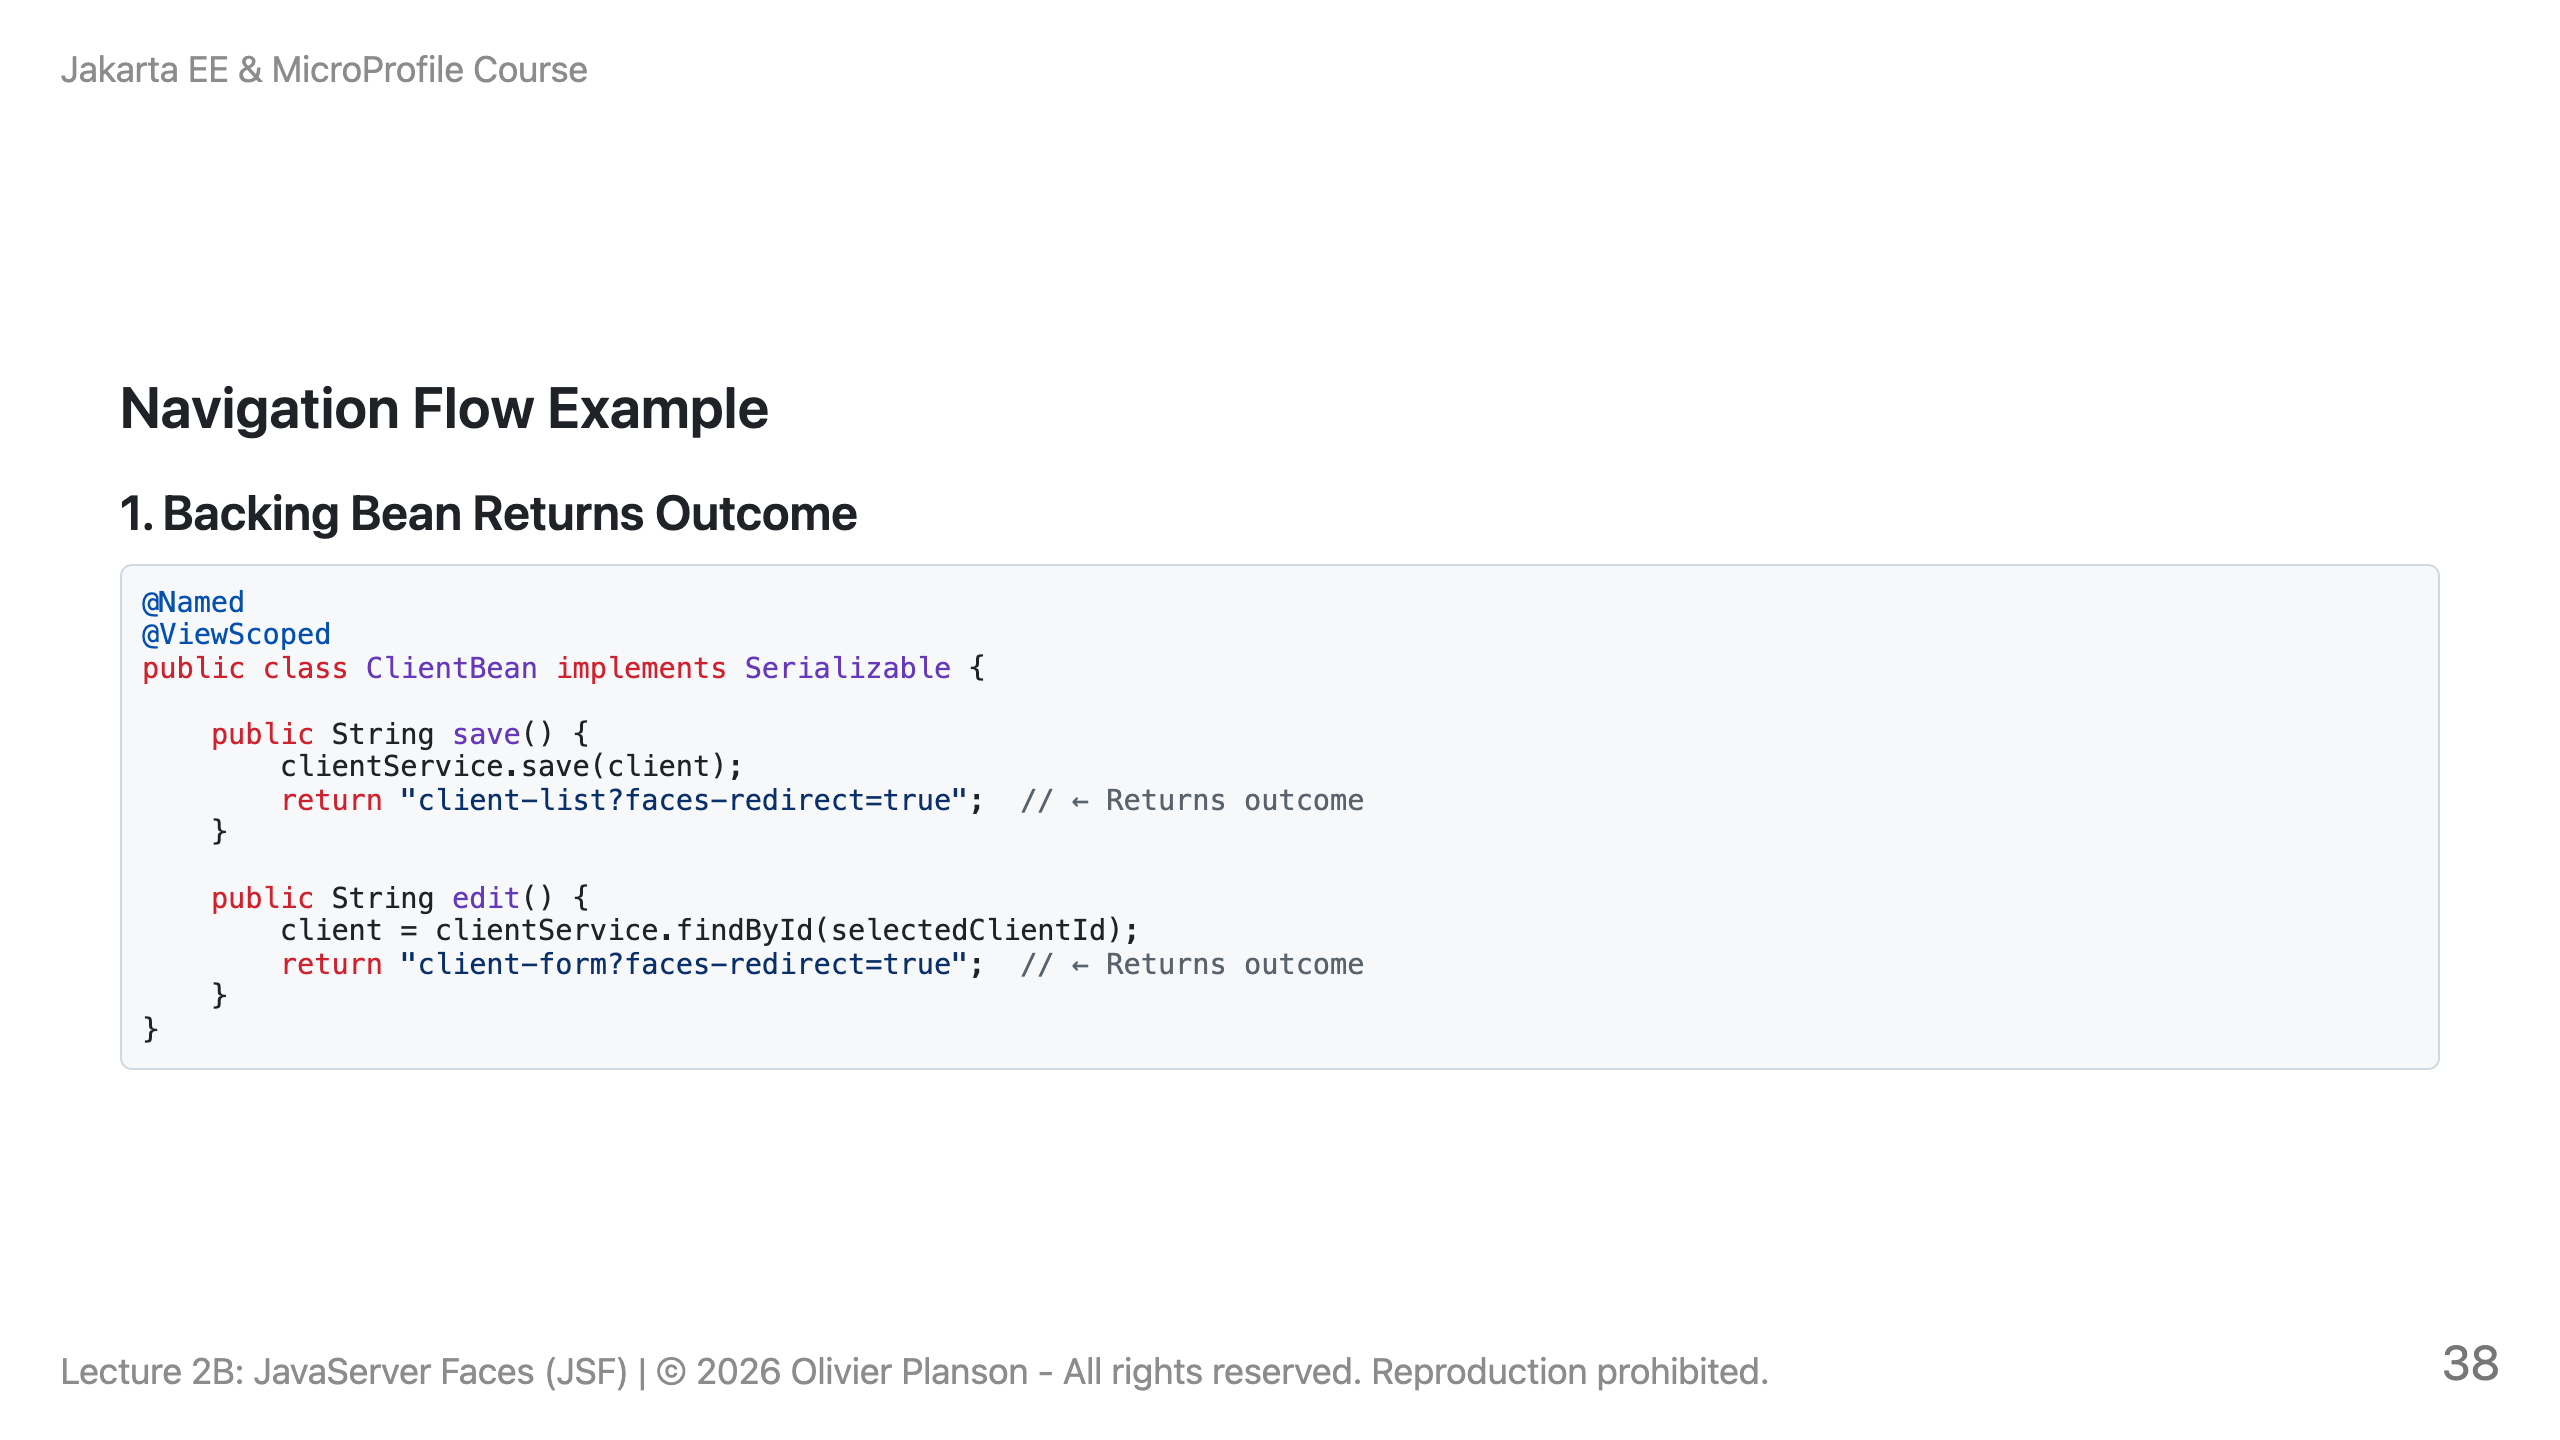 Jakarta EE & MicroProfile Course
Navigation Flow Example
1. Backing Bean Returns Outcome
@Named
@ViewScoped
public class ClientBean implements Serializable {
    public String save() {
        clientService.save(client);
        return "client-list?faces-redirect=true";  // ← Returns outcome
    }
    public String edit() {
        client = clientService.findById(selectedClientId);
        return "client-form?faces-redirect=true";  // ← Returns outcome
    }
}
Lecture 2B: JavaServer Faces (JSF) | © 2026 Olivier Planson - All rights reserved. Reproduction prohibited.
38